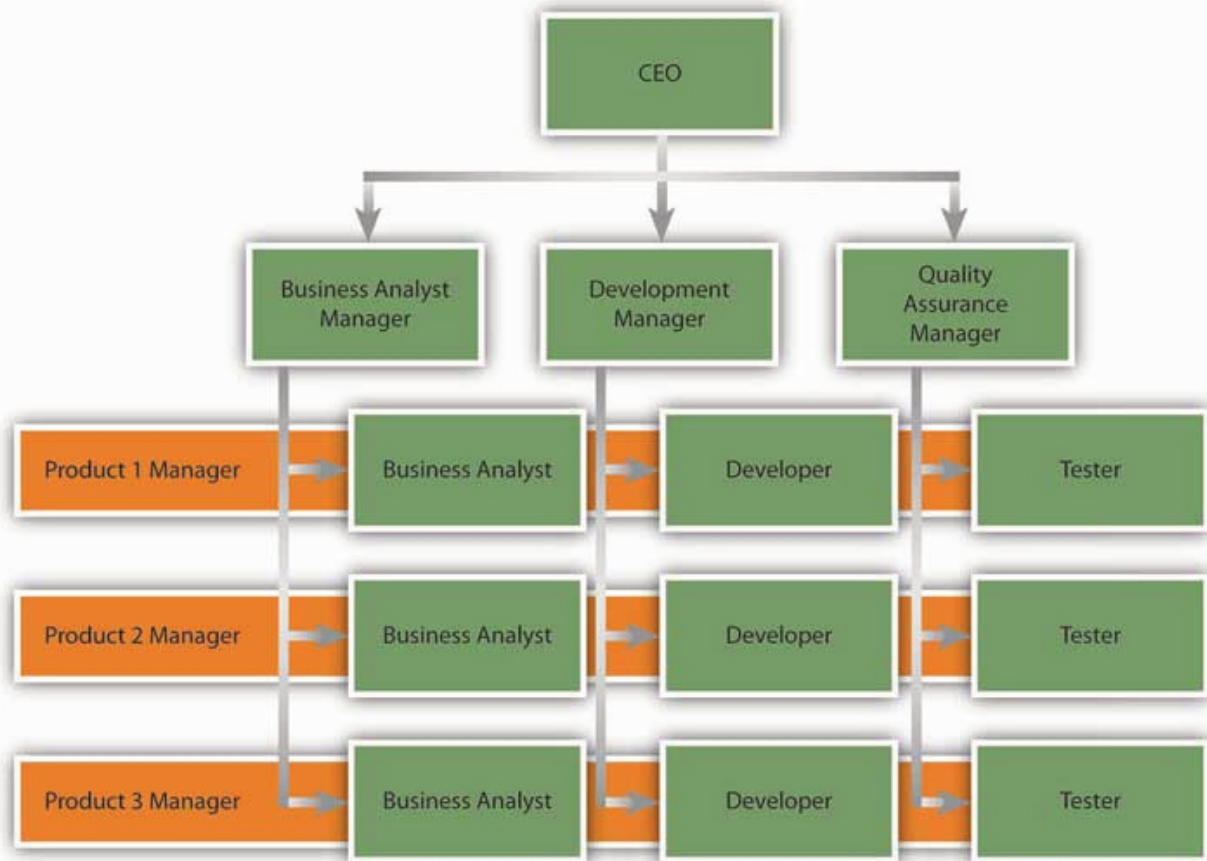 CEO
Business Analyst
Manager
Development
Manager
Quality
Assurance
Manager
Product 1 Manager
Business Analyst
Developer
Tester
Product 2 Manager
Business Analyst
Developer
Tester
Product 3 Manager
Business Analyst
Developer
Tester